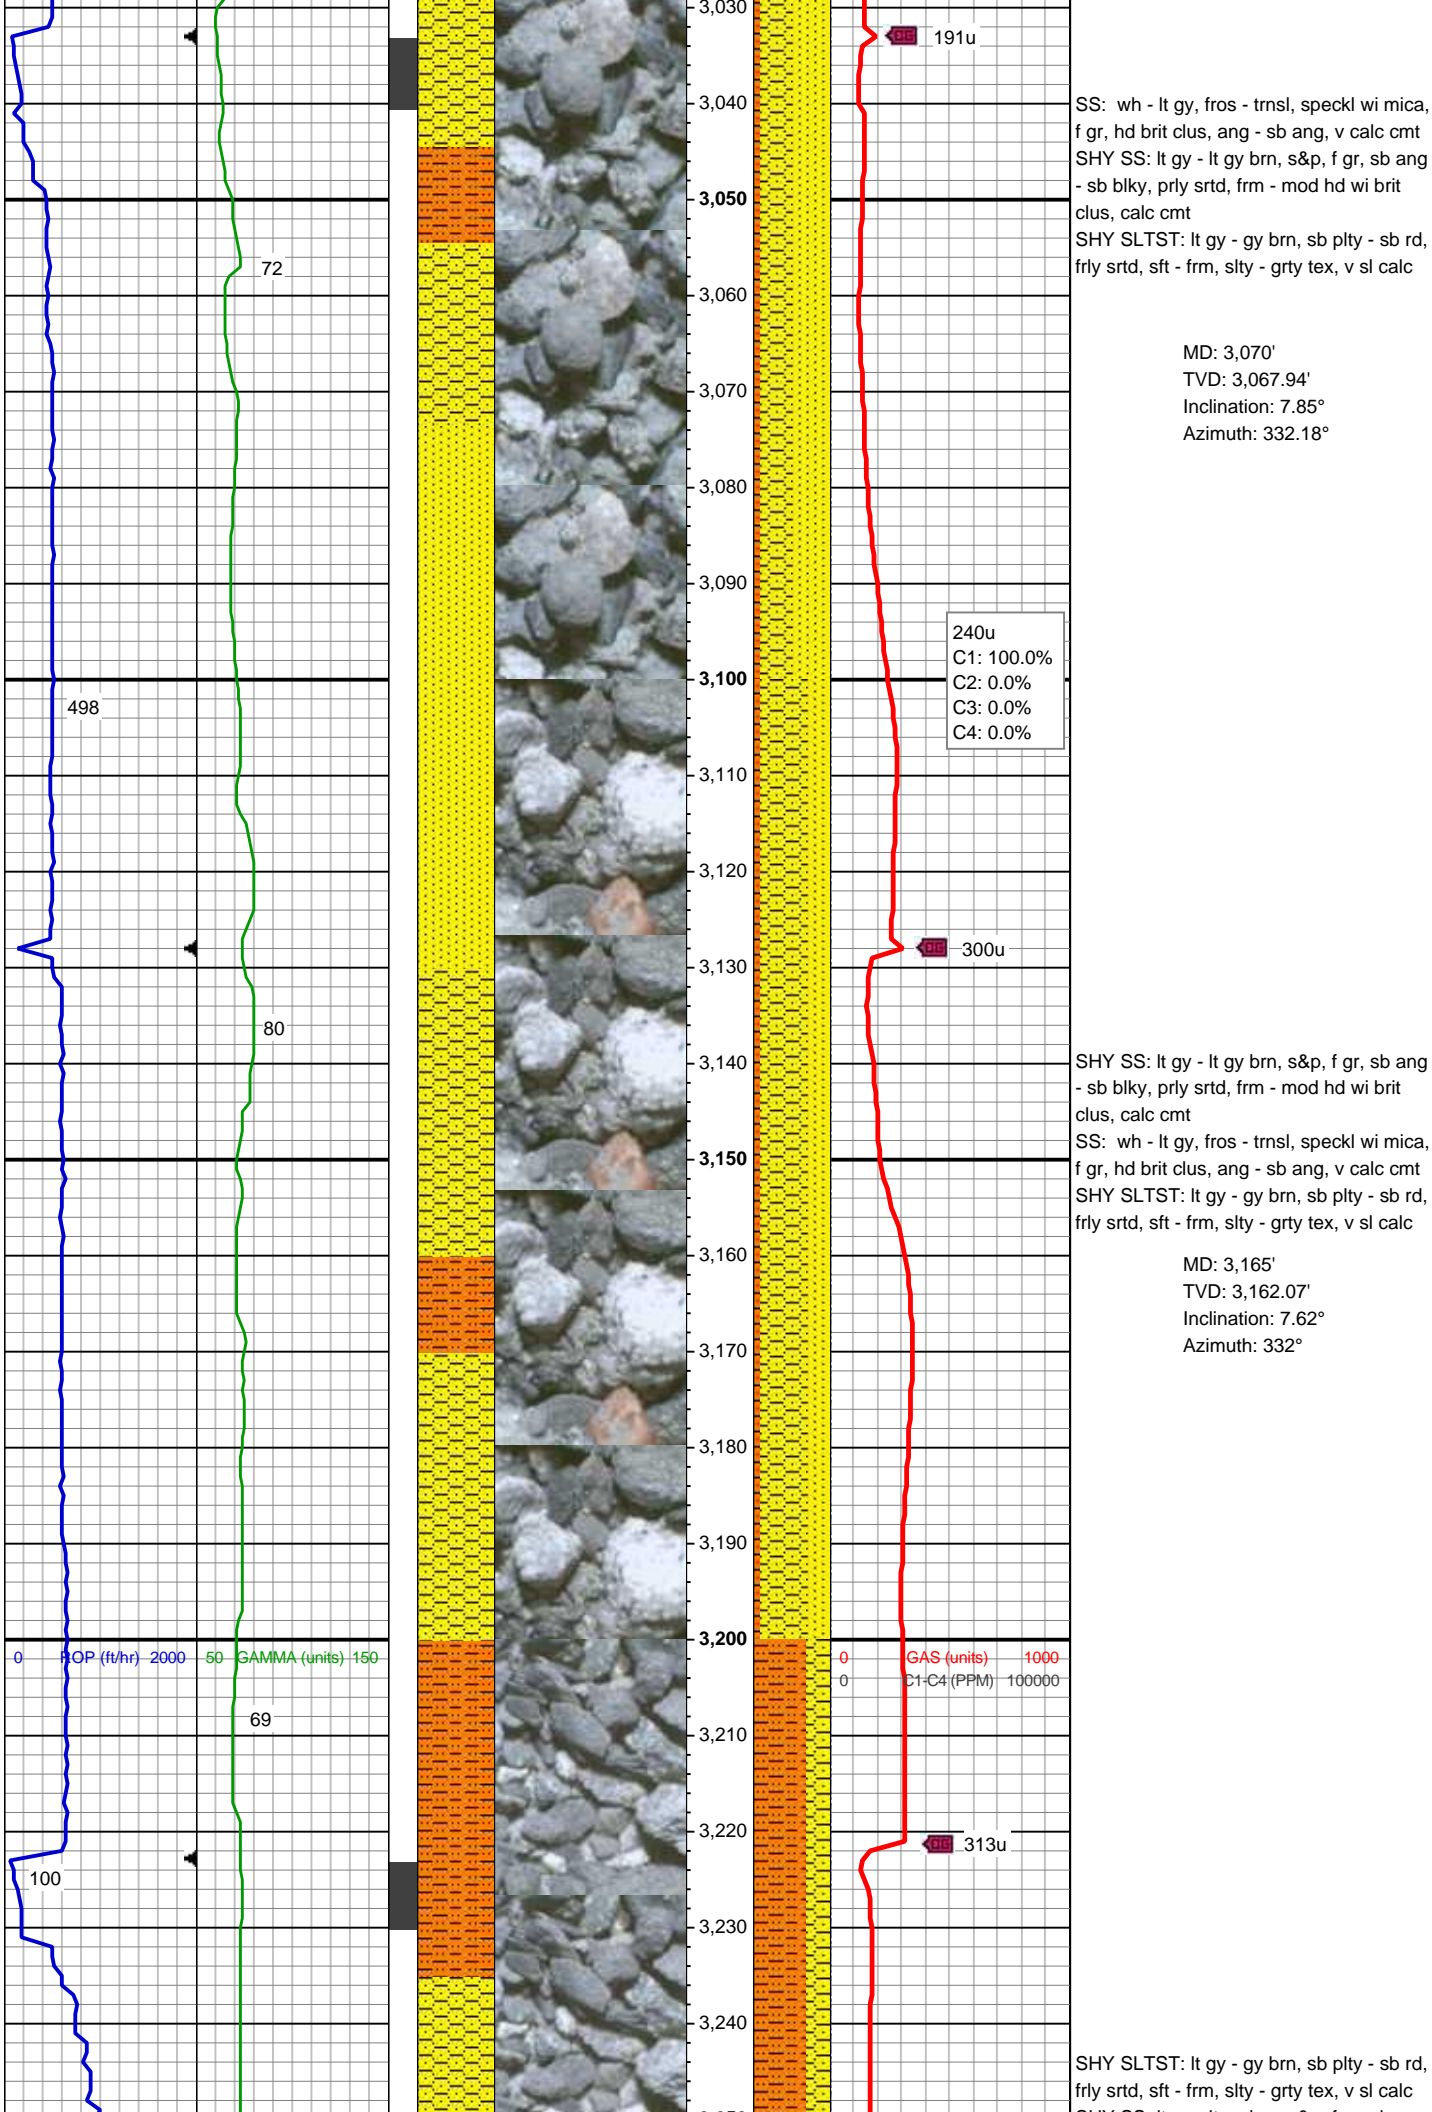 3,030
191u
3,040
SS:  wh - lt gy, fros - trnsl, speckl wi mica,
f gr, hd brit clus, ang - sb ang, v calc cmt
SHY SS: lt gy - lt gy brn, s&p, f gr, sb ang
- sb blky, prly srtd, frm - mod hd wi brit
clus, calc cmt
SHY SLTST: lt gy - gy brn, sb plty - sb rd,
frly srtd, sft - frm, slty - grty tex, v sl calc
3,050
72
3,060
MD: 3,070'
TVD: 3,067.94'
Inclination: 7.85°
Azimuth: 332.18°
3,070
3,080
3,090
240u
C1: 100.0%
C2: 0.0%
C3: 0.0%
C4: 0.0%
3,100
498
3,110
3,120
CG
300u
3,130
80
3,140
SHY SS: lt gy - lt gy brn, s&p, f gr, sb ang
- sb blky, prly srtd, frm - mod hd wi brit
clus, calc cmt
SS:  wh - lt gy, fros - trnsl, speckl wi mica,
f gr, hd brit clus, ang - sb ang, v calc cmt
SHY SLTST: lt gy - gy brn, sb plty - sb rd,
frly srtd, sft - frm, slty - grty tex, v sl calc
3,150
3,160
MD: 3,165'
TVD: 3,162.07'
Inclination: 7.62°
Azimuth: 332°
3,170
3,180
3,190
3,200
0 ROP (ft/hr) 2000 50 GAMMA (units) 150
0 GAS (units) 1000
0 C1-C4 (PPM) 100000
69
3,210
3,220
CG
313u
100
3,230
3,240
SHY SLTST: lt gy - gy brn, sb plty - sb rd,
frly srtd, sft - frm, slty - grty tex, v sl calc